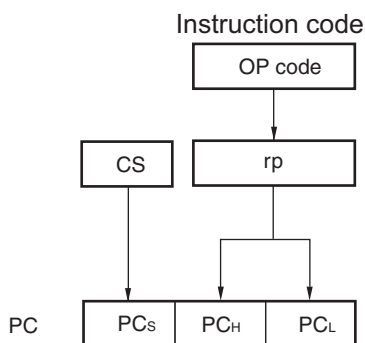 Instruction code
OP code
CS
rp
PC
PCS
PCH
PCL